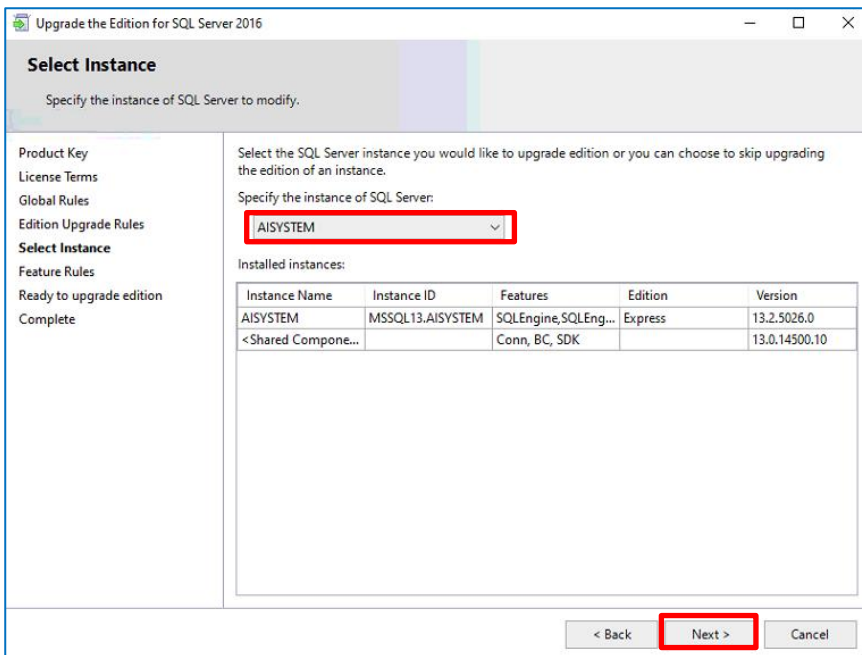 Upgrade the Edition for SQL Server 2016
Select Instance
Specify the instance of SQL Server to modify.
Product Key
License Terms
Global Rules
Edition Upgrade Rules
Select Instance
Feature Rules
Ready to upgrade edition
Complete
Select the SQL Server instance you would like to upgrade edition or you can choose to skip upgrading
the edition of an instance.
Specify the instance of SQL Server:
AISYSTEM
Installed instances:
Instance Name Instance ID Features Edition Version
AISYSTEM MSSQL13.AISYSTEM SQLEngine,SQLEng... Express 13.2.5026.0
<Shared Compone... Conn, BC, SDK 13.0.14500.10
< Back Next > Cancel